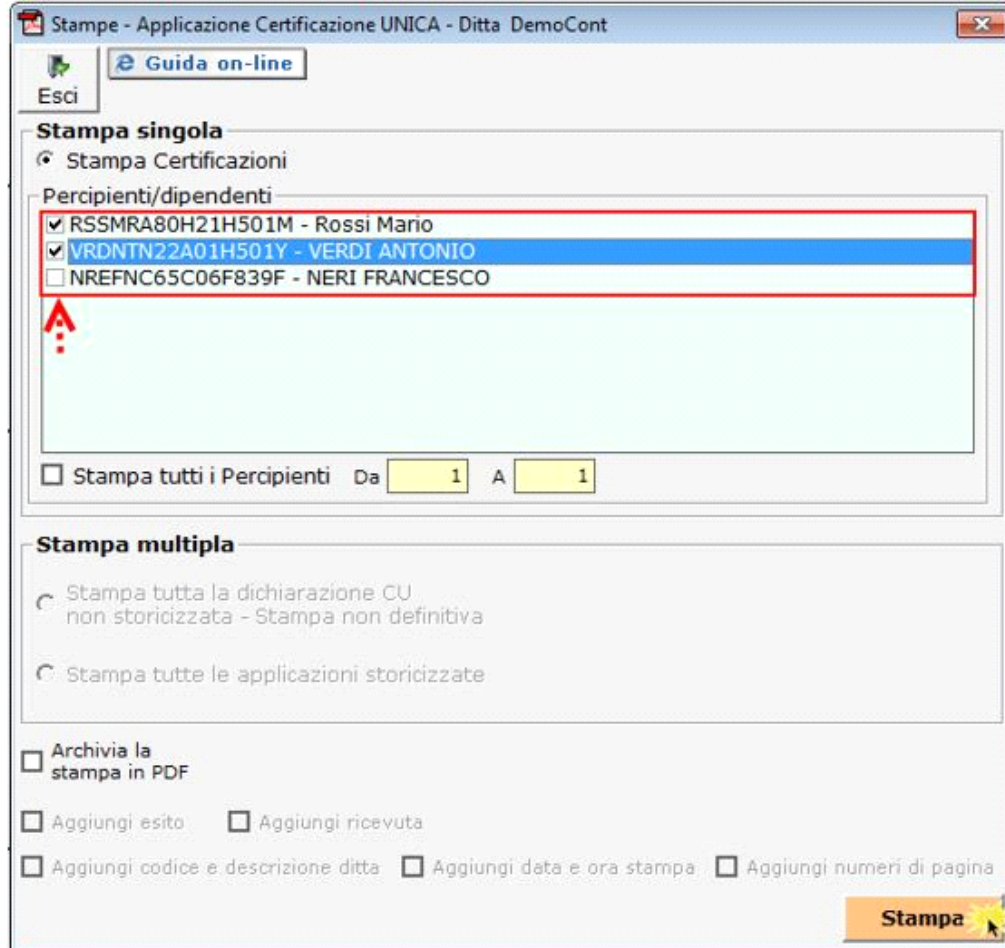 Stampe - Applicazione Certificazione UNICA - Ditta DemoCont
Guida on-line
Esci
Stampa singola
Stampa Certificazioni
Percipienti/dipendenti
RSSMRA80H21H501M - Rossi Mario
VRDNTN22A01H501Y - VERDI ANTONIO
NREFNC65C06F839F - NERI FRANCESCO
Stampa tutti i Percipienti Da 1 A 1
Stampa multipla
Stampa tutta la dichiarazione CU
non storicizzata - Stampa non definitiva
Stampa tutte le applicazioni storicizzate
Archivia la
stampa in PDF
Aggiungi esito Aggiungi ricevuta
Aggiungi codice e descrizione ditta Aggiungi data e ora stampa Aggiungi numeri di pagina
Stampa